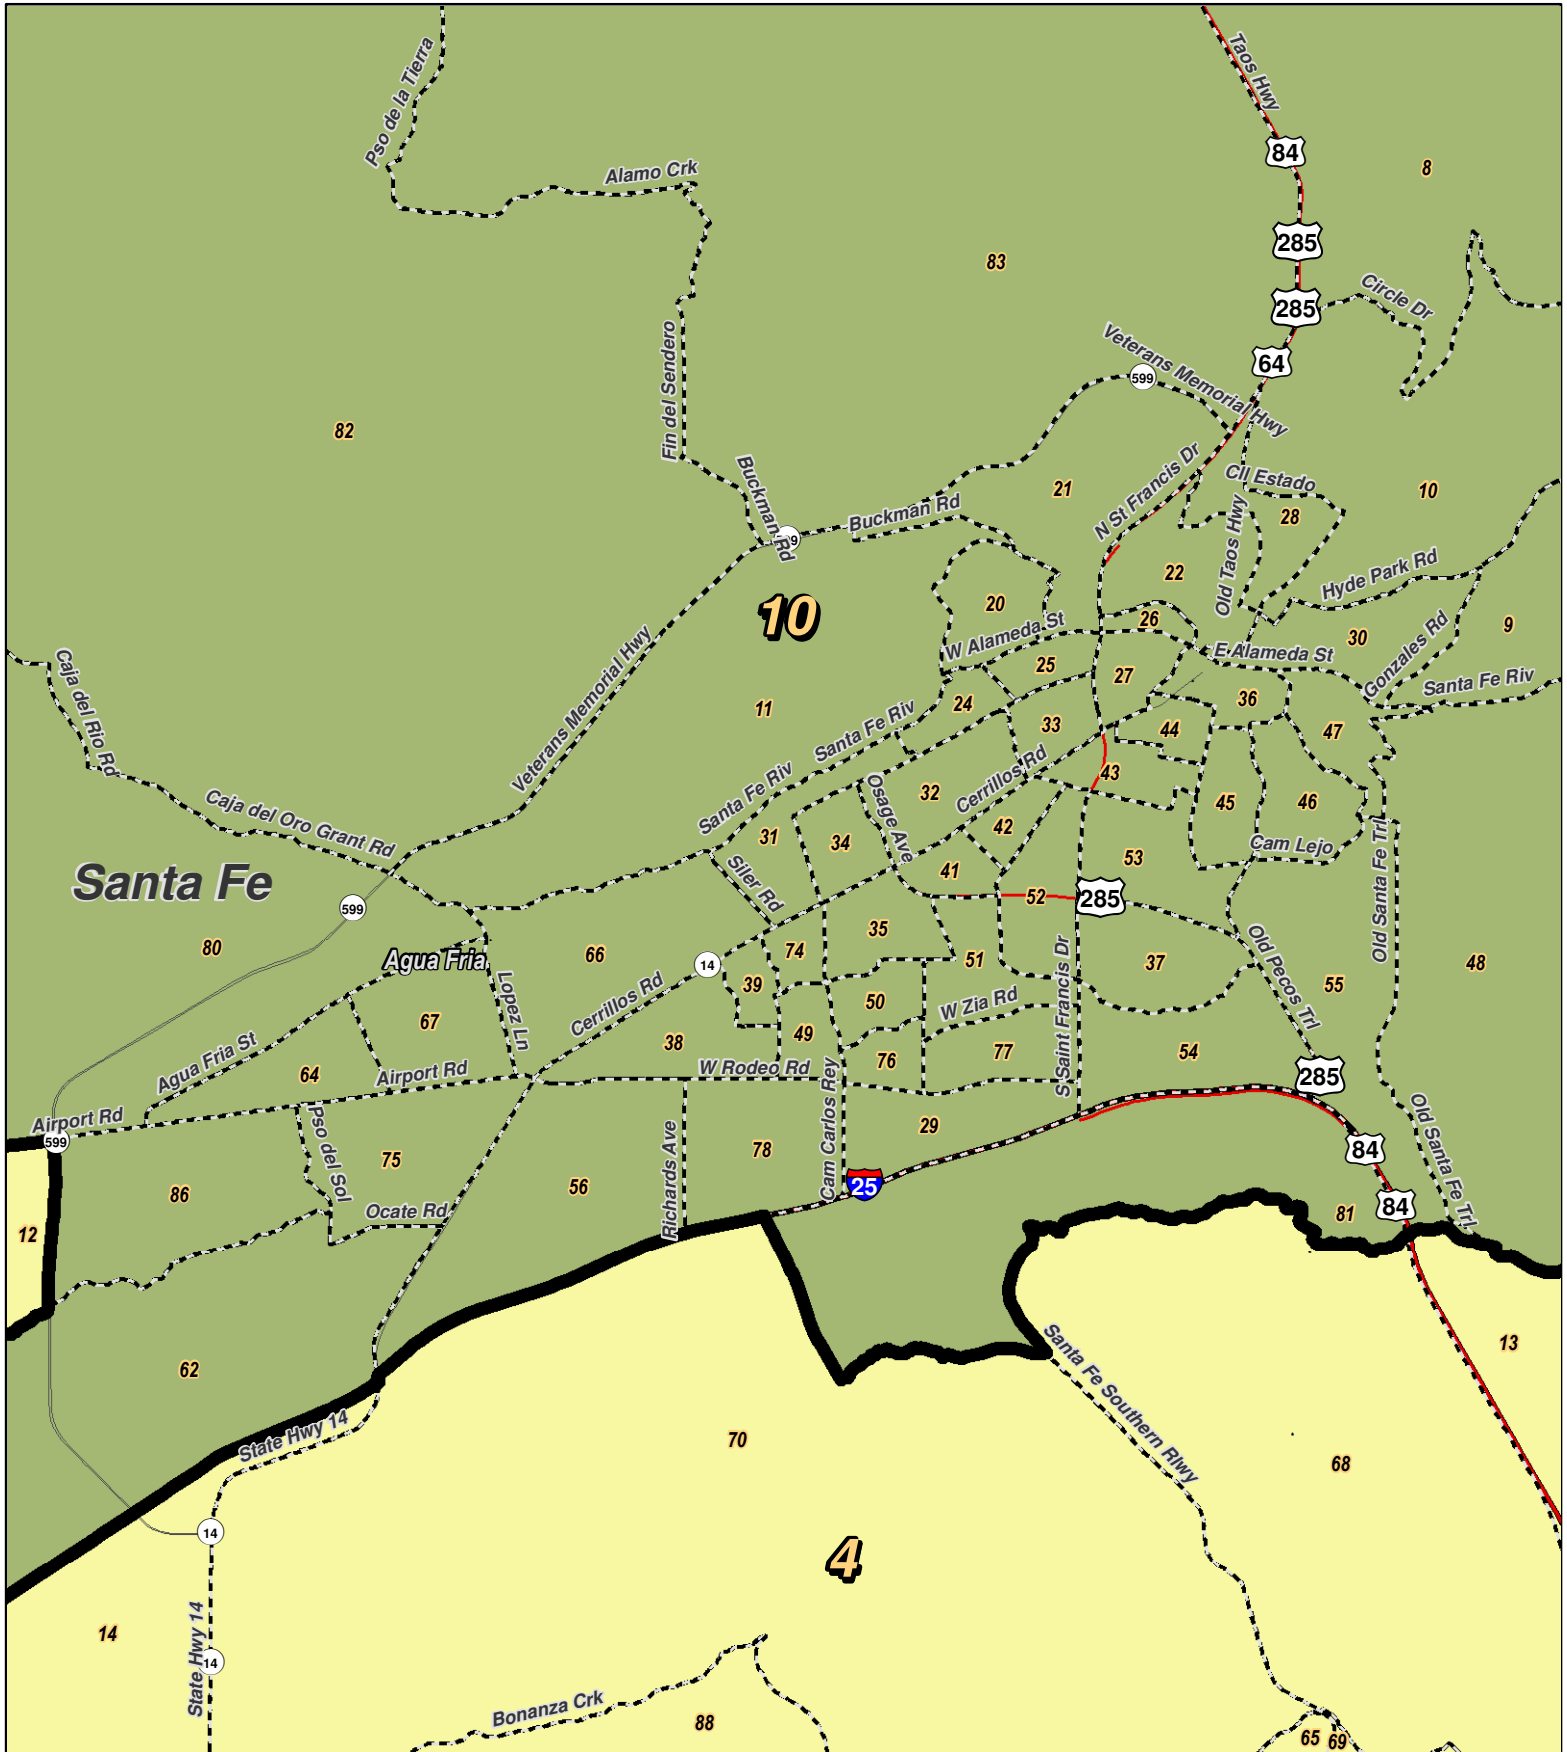 Taos Hwy
Pso de la Tierra
84
8
Alamo Crk
285
83
Circle Dr
285
Fin del Sendero
Veterans Memorial Hwy
64
599
82
Buckman Rd
N St Francis Dr
Cll Estado
21
10
Buckman Rd
28
Old Taos Hwy
Hyde Park Rd
22
10
20
26
W Alameda St
Gonzales Rd
9
30
E Alameda St
25
27
Santa Fe Riv
Caja del Rio Rd
Veterans Memorial Hwy
11
24
36
Santa Fe Riv
33
44
47
43
Santa Fe Riv
Cerrillos Rd
32
45
46
Caja del Oro Grant Rd
Osage Ave
42
31
34
Cam Lejo
53
Old Santa Fe Trl
Santa Fe
Siler Rd
41
52
285
599
35
80
Agua Fria
66
74
51
37
Old Pecos Trl
48
14
39
55
Lopez Ln
Cerrillos Rd
50
W Zia Rd
S Saint Francis Dr
67
38
49
77
54
Agua Fria St
76
64
Airport Rd
W Rodeo Rd
285
Airport Rd
Cam Carlos Rey
Old Santa Fe Trl
599
Pso del Sol
29
75
Richards Ave
78
84
86
56
25
84
Ocate Rd
81
12
Santa Fe Southern Rlwy
13
62
State Hwy 14
70
68
14
4
State Hwy 14
14
14
Bonanza Crk
88
65
69